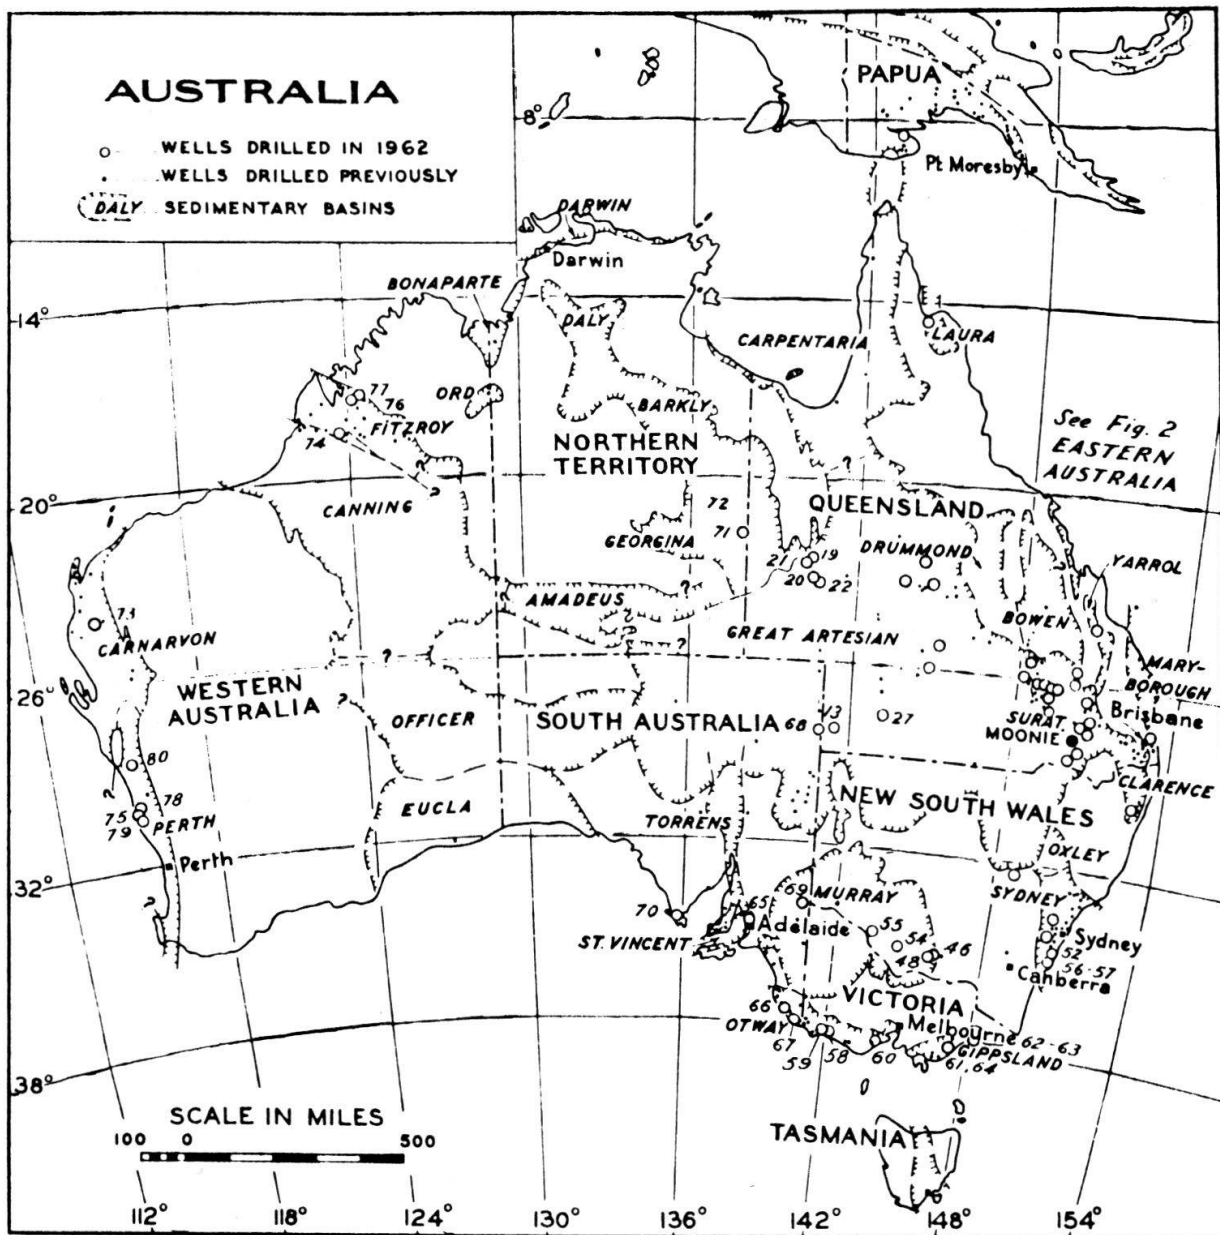 AUSTRALIA
WELLS DRILLED IN 1962
WELLS DRILLED PREVIOUSLY
DALY SEDIMENTARY BASINS
8°
PAPUA
Pt Moresby
DARWIN
Darwin
BONAPARTE
14°
DALY
CARPENTARIA
LAURA
77
76
ORD
BARKLY
FITZROY
74
NORTHERN
TERRITORY
See Fig. 2
EASTERN
AUSTRALIA
?
?
?
20°
CANNING
72
QUEENSLAND
GEORGINA
71
DRUMMOND
21
19
20
22
YARROL
?
?
?
AMADEUS
73
CARNARVON
GREAT ARTESIAN
BOWEN
?
?
MARY-
BOROUGH
26°
WESTERN
AUSTRALIA
?
OFFICER
SOUTH AUSTRALIA
68
V3
27
SURAT
Brisbane
MOONIE
80
?
CLARENCE
78
75
79
PERTH
EUCLA
NEW SOUTH WALES
TORRENS
Perth
OXLEY
32°
69
MURRAY
SYDNEY
70
65
Adelaide
55
54
46
48
Sydney
52
ST. VINCENT
56-57
Canberra
VICTORIA
66
OTWAY
67
Melbourne
62-63
59
58
60
GIPPSLAND
61,64
38°
SCALE IN MILES
100 0 500
TASMANIA
112° 118° 124° 130° 136° 142° 148° 154°